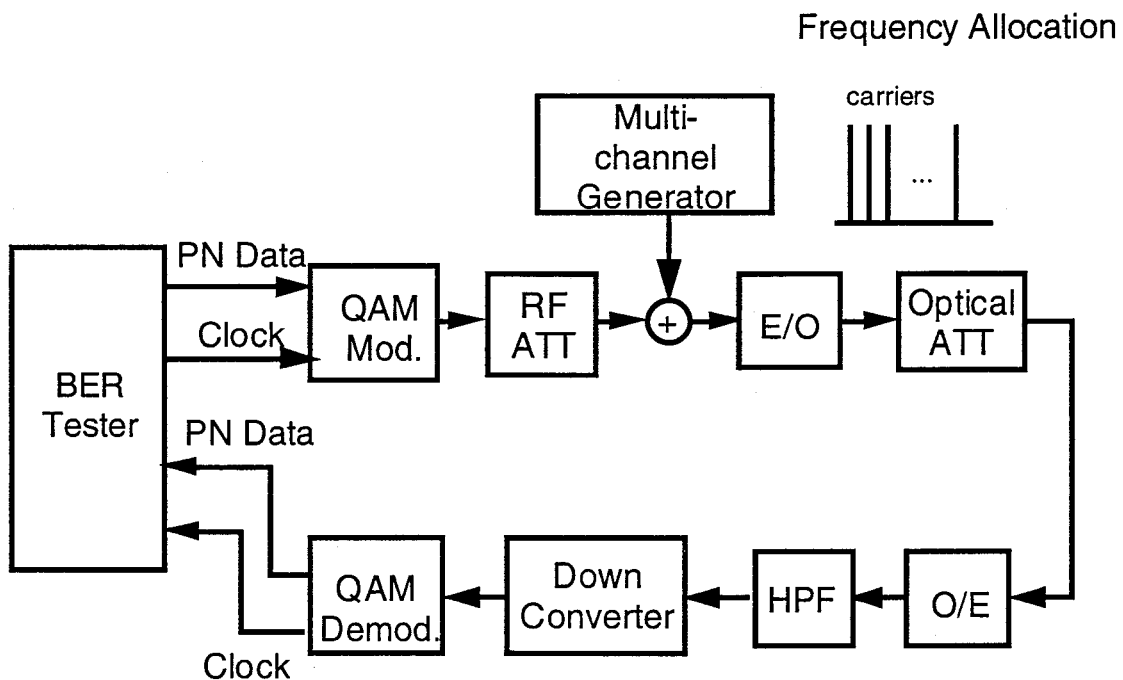 Frequency Allocation
carriers
...
Multi-
channel
Generator
PN Data
Clock
BER
Tester
QAM
Mod.
RF
ATT
+
E/O
Optical
ATT
PN Data
Clock
QAM
Demod.
Down
Converter
HPF
O/E